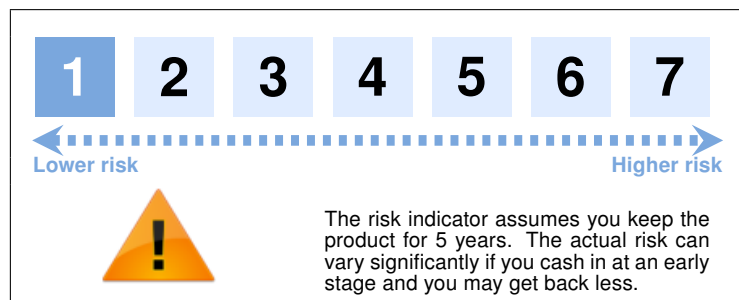 1 2 3 4 5 6 7
Lower risk Higher risk
!
The risk indicator assumes you keep the
product for 5 years. The actual risk can
vary significantly if you cash in at an early
stage and you may get back less.